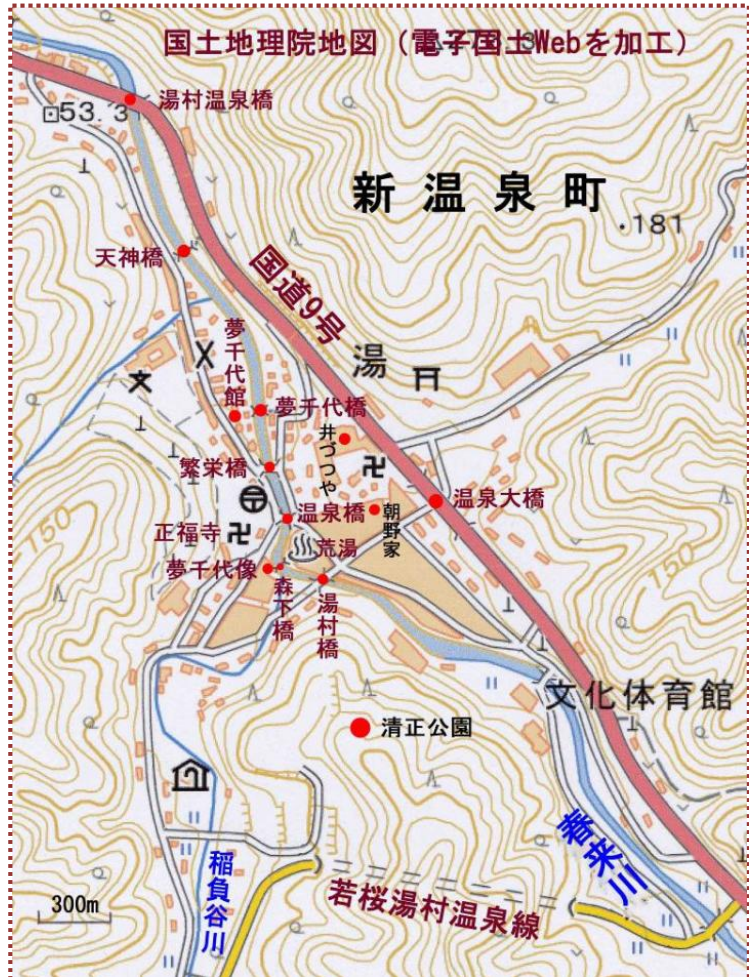 国土地理院地図（電子国土Webを加工）
湯村温泉橋
53.3
新温泉町
181
天神橋
国道9号
湯
夢千代館
夢千代橋
井づつや
繁栄橋
温泉橋
朝野家
温泉大橋
正福寺
荒湯
夢千代像
森下橋
湯村橋
150
150
文化体育館
清正公園
春来川
稲負谷川
若桜湯村温泉線
300m